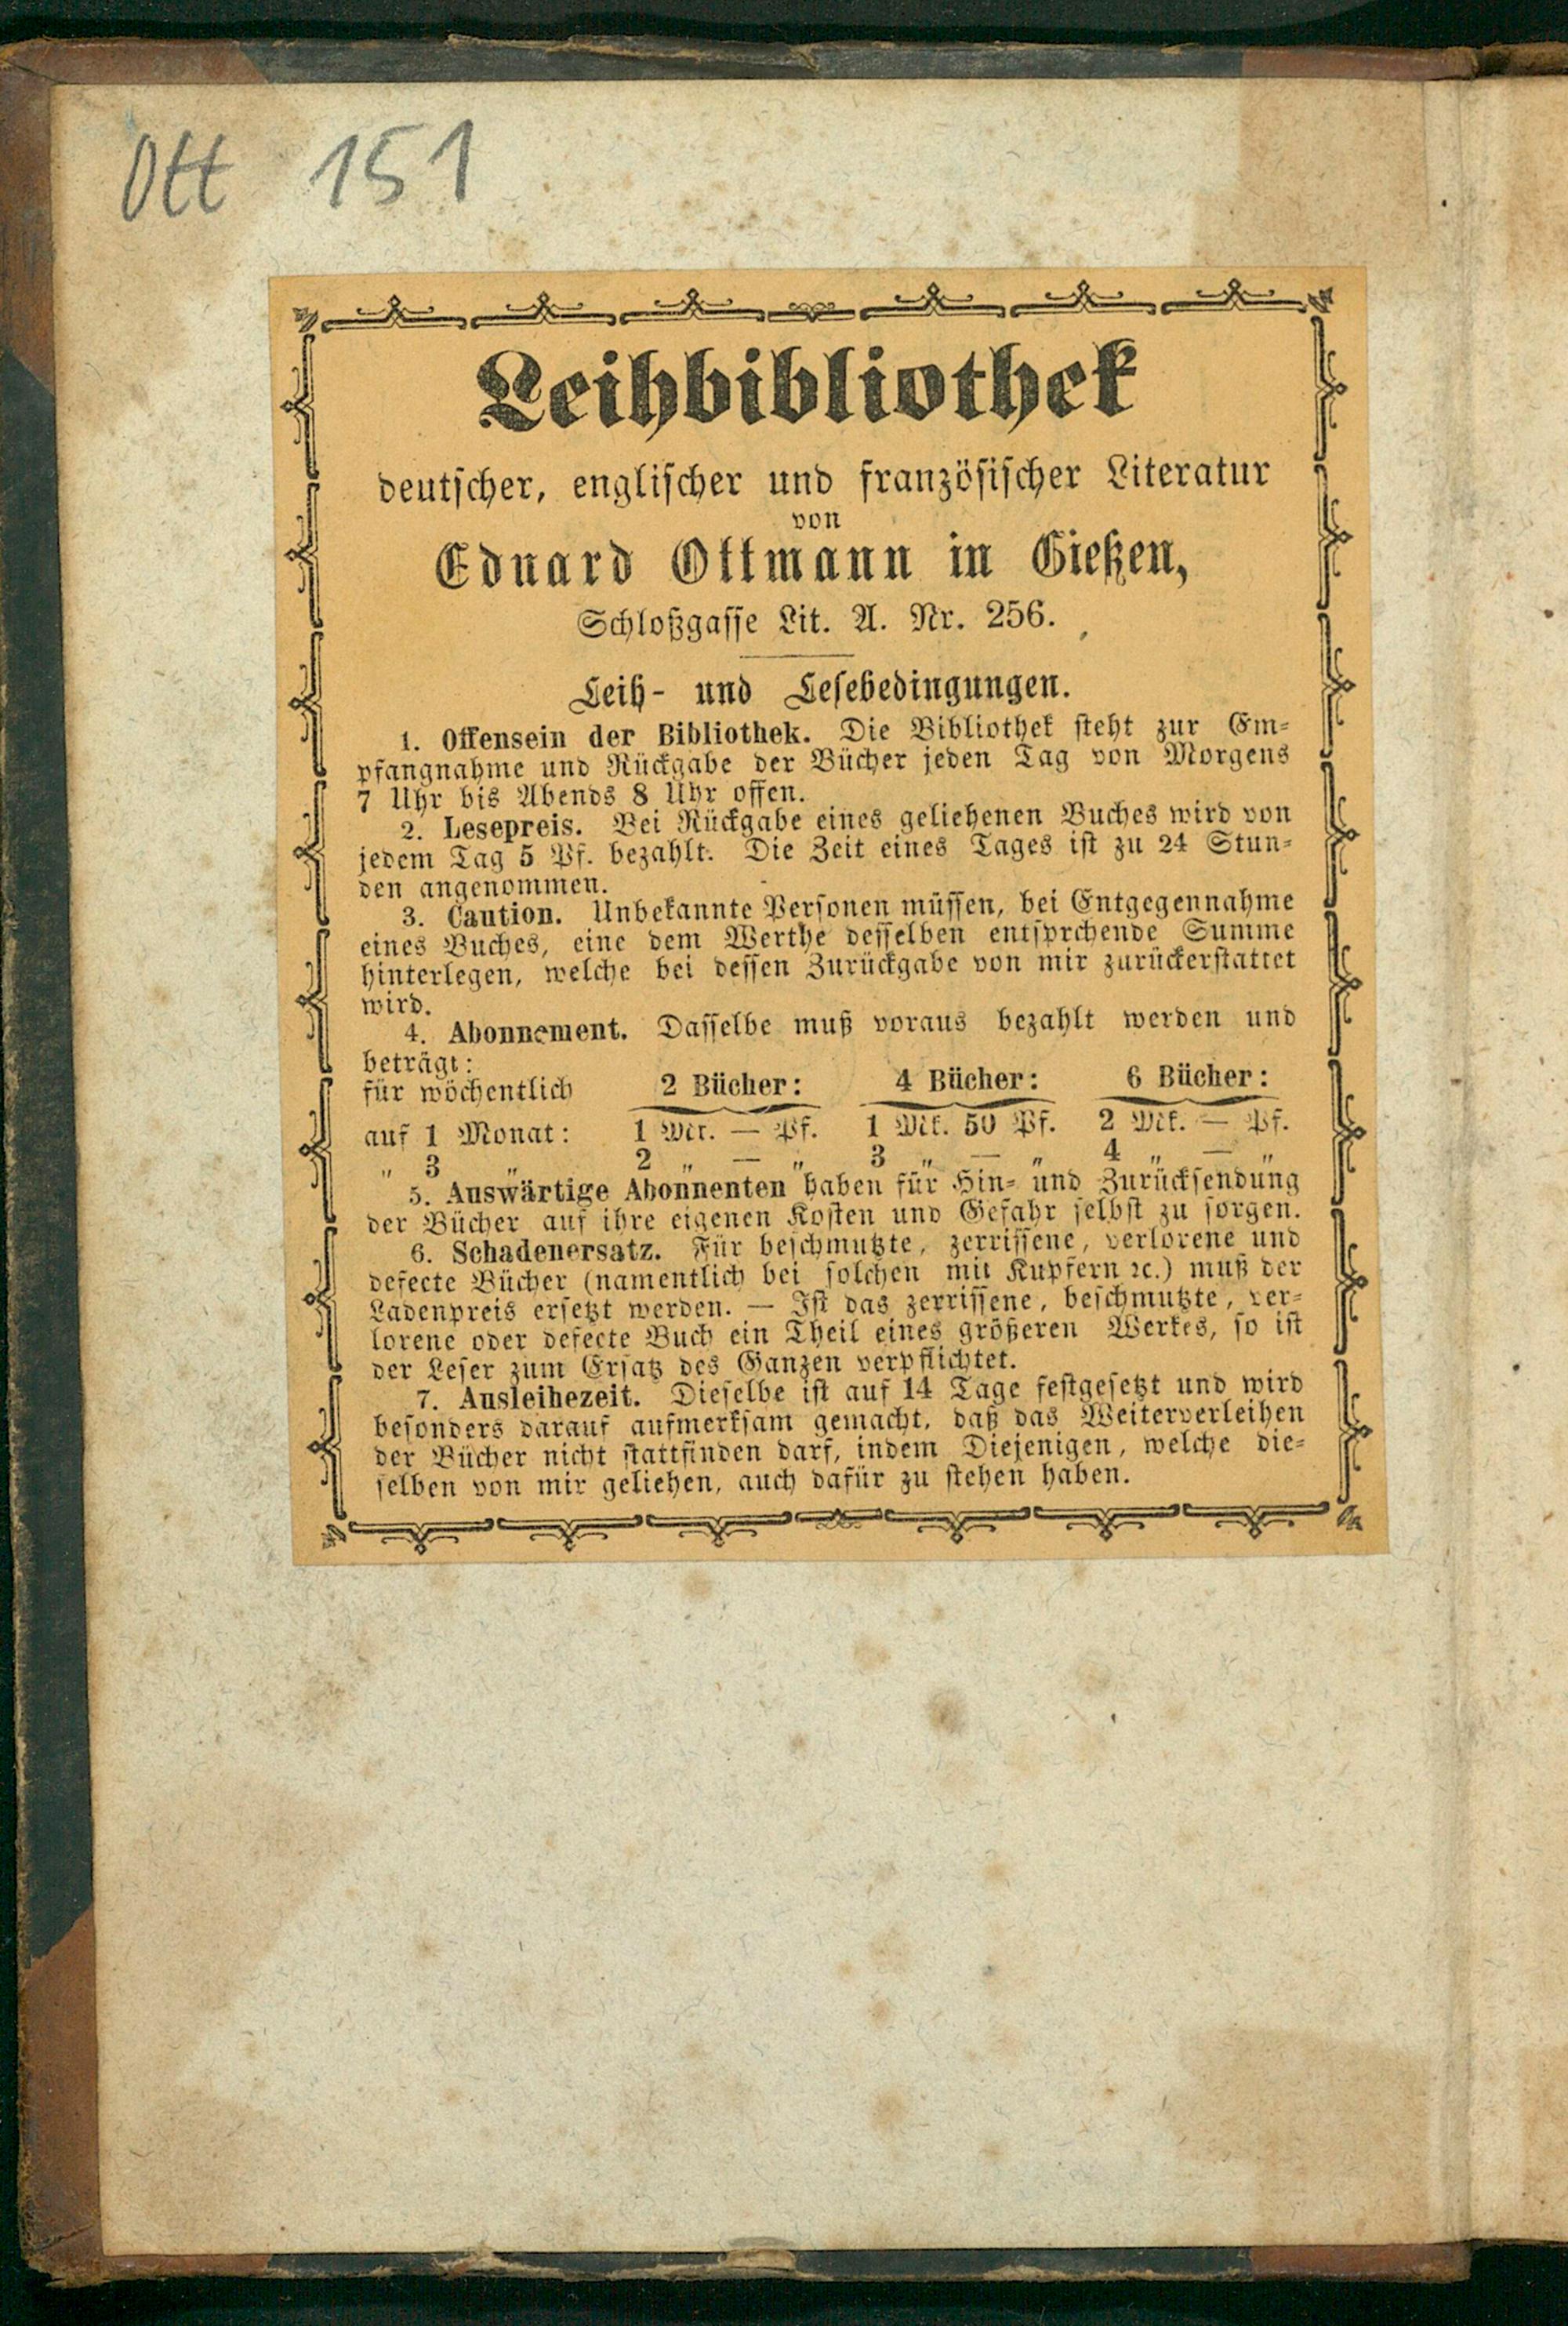 Ott 151
Leihbibliothek
deutscher, englischer und französischer Literatur
von
Eduard Ottmann in Gießen,
Schloßgasse Lit. A. Nr. 256.
Leih- und Lesebedingungen.
1. Offensein der Bibliothek. Die Bibliothek steht zur Em-
pfangnahme und Rückgabe der Bücher jeden Tag von Morgens
7 Uhr bis Abends 8 Uhr offen.
2. Lesepreis. Bei Rückgabe eines geliehenen Buches wird von
jedem Tag 5 Pf. bezahlt. Die Zeit eines Tages ist zu 24 Stun-
den angenommen.
3. Caution. Unbekannte Personen müssen, bei Entgegennahme
eines Buches, eine dem Werthe desselben entsprchende Summe
hinterlegen, welche bei dessen Zurückgabe von mir zurückerstattet
wird.
4. Abonnement. Dasselbe muß voraus bezahlt werden und
beträgt:
für wöchentlich 2 Bücher: 4 Bücher: 6 Bücher:
auf 1 Monat: 1 Mk. — Pf. 1 Mk. 50 Pf. 2 Mk. — Pf.
„ 3 „ 2 „ — „ 3 „ — „ 4 „ — „
5. Auswärtige Abonnenten haben für Hin- und Zurücksendung
der Bücher auf ihre eigenen Kosten und Gefahr selbst zu sorgen.
6. Schadenersatz. Für beschmutzte, zerrissene, verlorene und
defecte Bücher (namentlich bei solchen mit Kupfern ꝛc.) muß der
Ladenpreis ersetzt werden. — Ist das zerrissene, beschmutzte, ver-
lorene oder defecte Buch ein Theil eines größeren Werkes, so ist
der Leser zum Ersatz des Ganzen verpflichtet.
7. Ausleihezeit. Dieselbe ist auf 14 Tage festgesetzt und wird
besonders darauf aufmerksam gemacht, daß das Weiterverleihen
der Bücher nicht stattfinden darf, indem Diejenigen, welche die-
selben von mir geliehen, auch dafür zu stehen haben.